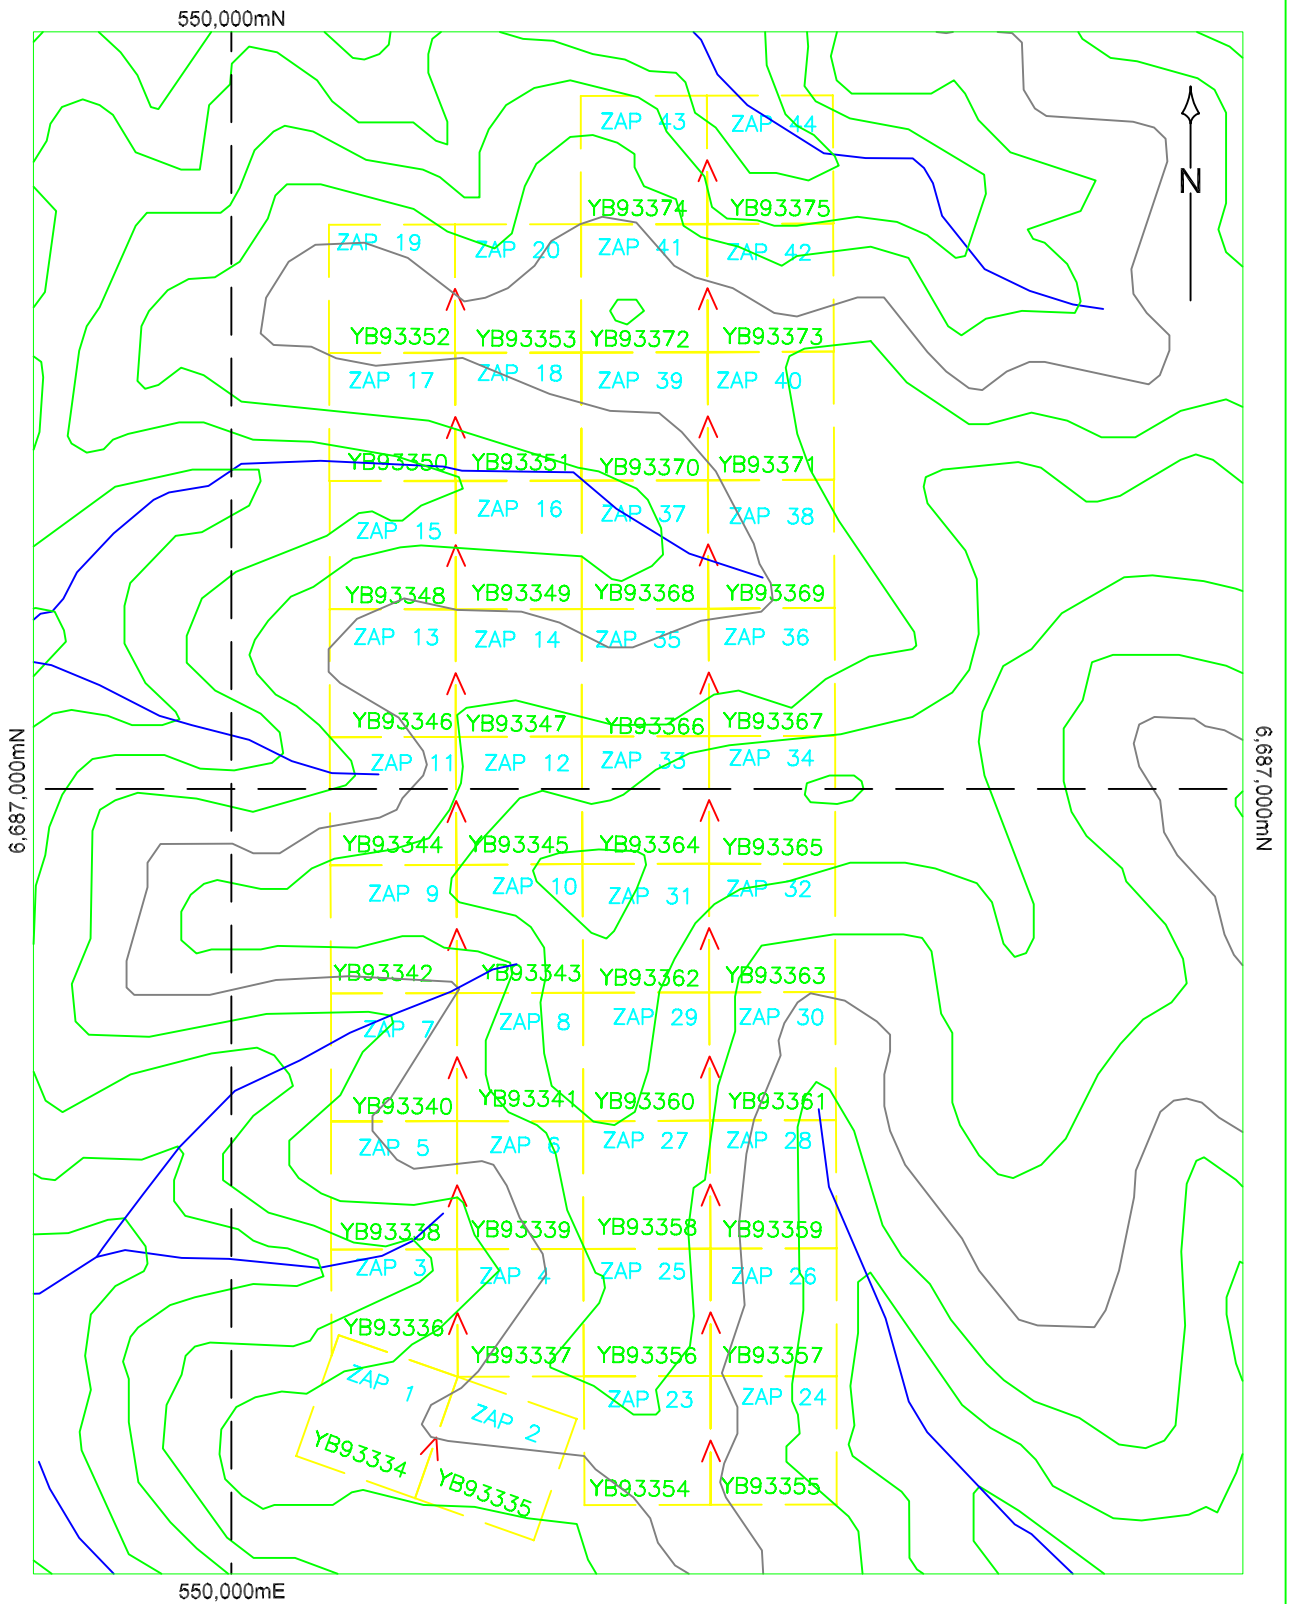 550,000mN
ZAP 43
ZAP 44
N
YB93374
YB93375
ZAP 19
ZAP 20
ZAP 41
ZAP 42
YB93352
YB93353
YB93372
YB93373
ZAP 17
ZAP 18
ZAP 39
ZAP 40
YB93350
YB93351
YB93370
YB93371
ZAP 15
ZAP 16
ZAP 37
ZAP 38
YB93348
YB93349
YB93368
YB93369
ZAP 13
ZAP 14
ZAP 35
ZAP 36
YB93346
YB93347
YB93366
YB93367
ZAP 11
ZAP 12
ZAP 33
ZAP 34
6,687,000mN
6,687,000mN
YB93344
YB93345
YB93364
YB93365
ZAP 9
ZAP 10
ZAP 31
ZAP 32
YB93342
YB93343
YB93362
YB93363
ZAP 7
ZAP 8
ZAP 29
ZAP 30
YB93340
YB93341
YB93360
YB93361
ZAP 5
ZAP 6
ZAP 27
ZAP 28
YB93338
YB93339
YB93358
YB93359
ZAP 3
ZAP 4
ZAP 25
ZAP 26
YB93336
YB93337
YB93356
YB93357
ZAP 1
ZAP 2
ZAP 23
ZAP 24
YB93334
YB93335
YB93354
YB93355
550,000mE